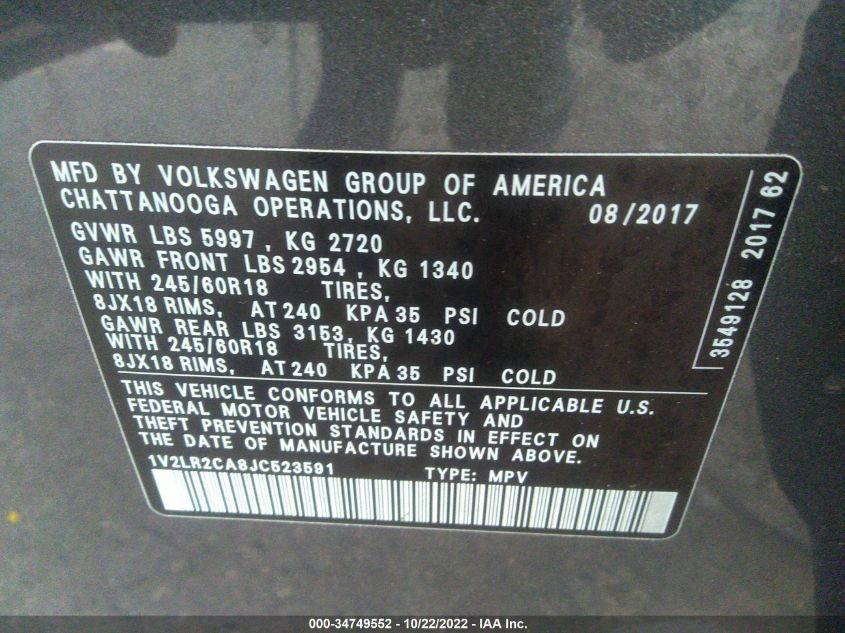 MFD BY VOLKSWAGEN GROUP OF AMERICA
CHATTANOOGA OPERATIONS, LLC. 08/2017
GVWR LBS 5997 , KG 2720
GAWR FRONT LBS 2954 , KG 1340
WITH 245/60R18 TIRES,
8JX18 RIMS, AT 240 KPA 35 PSI COLD
GAWR REAR LBS 3153, KG 1430
WITH 245/60R18 TIRES,
8JX18 RIMS, AT 240 KPA 35 PSI COLD
THIS VEHICLE CONFORMS TO ALL APPLICABLE U.S.
FEDERAL MOTOR VEHICLE SAFETY AND
THEFT PREVENTION STANDARDS IN EFFECT ON
THE DATE OF MANUFACTURE SHOWN ABOVE.
1V2LR2CA8JC523591 TYPE: MPV
3549128 2017 62
000-34749552 - 10/22/2022 - IAA Inc.